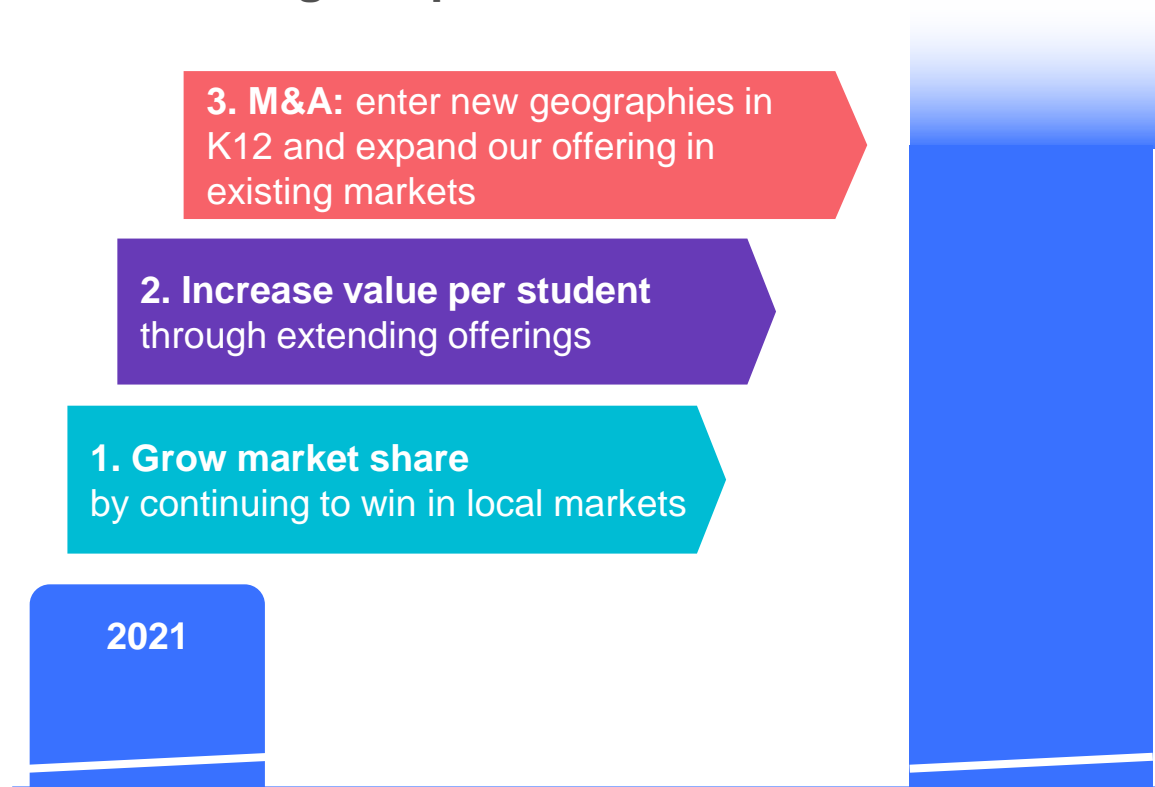 3. M&A: enter new geographies in
K12 and expand our offering in
existing markets
2. Increase value per student
through extending offerings
1. Grow market share
by continuing to win in local markets
2021